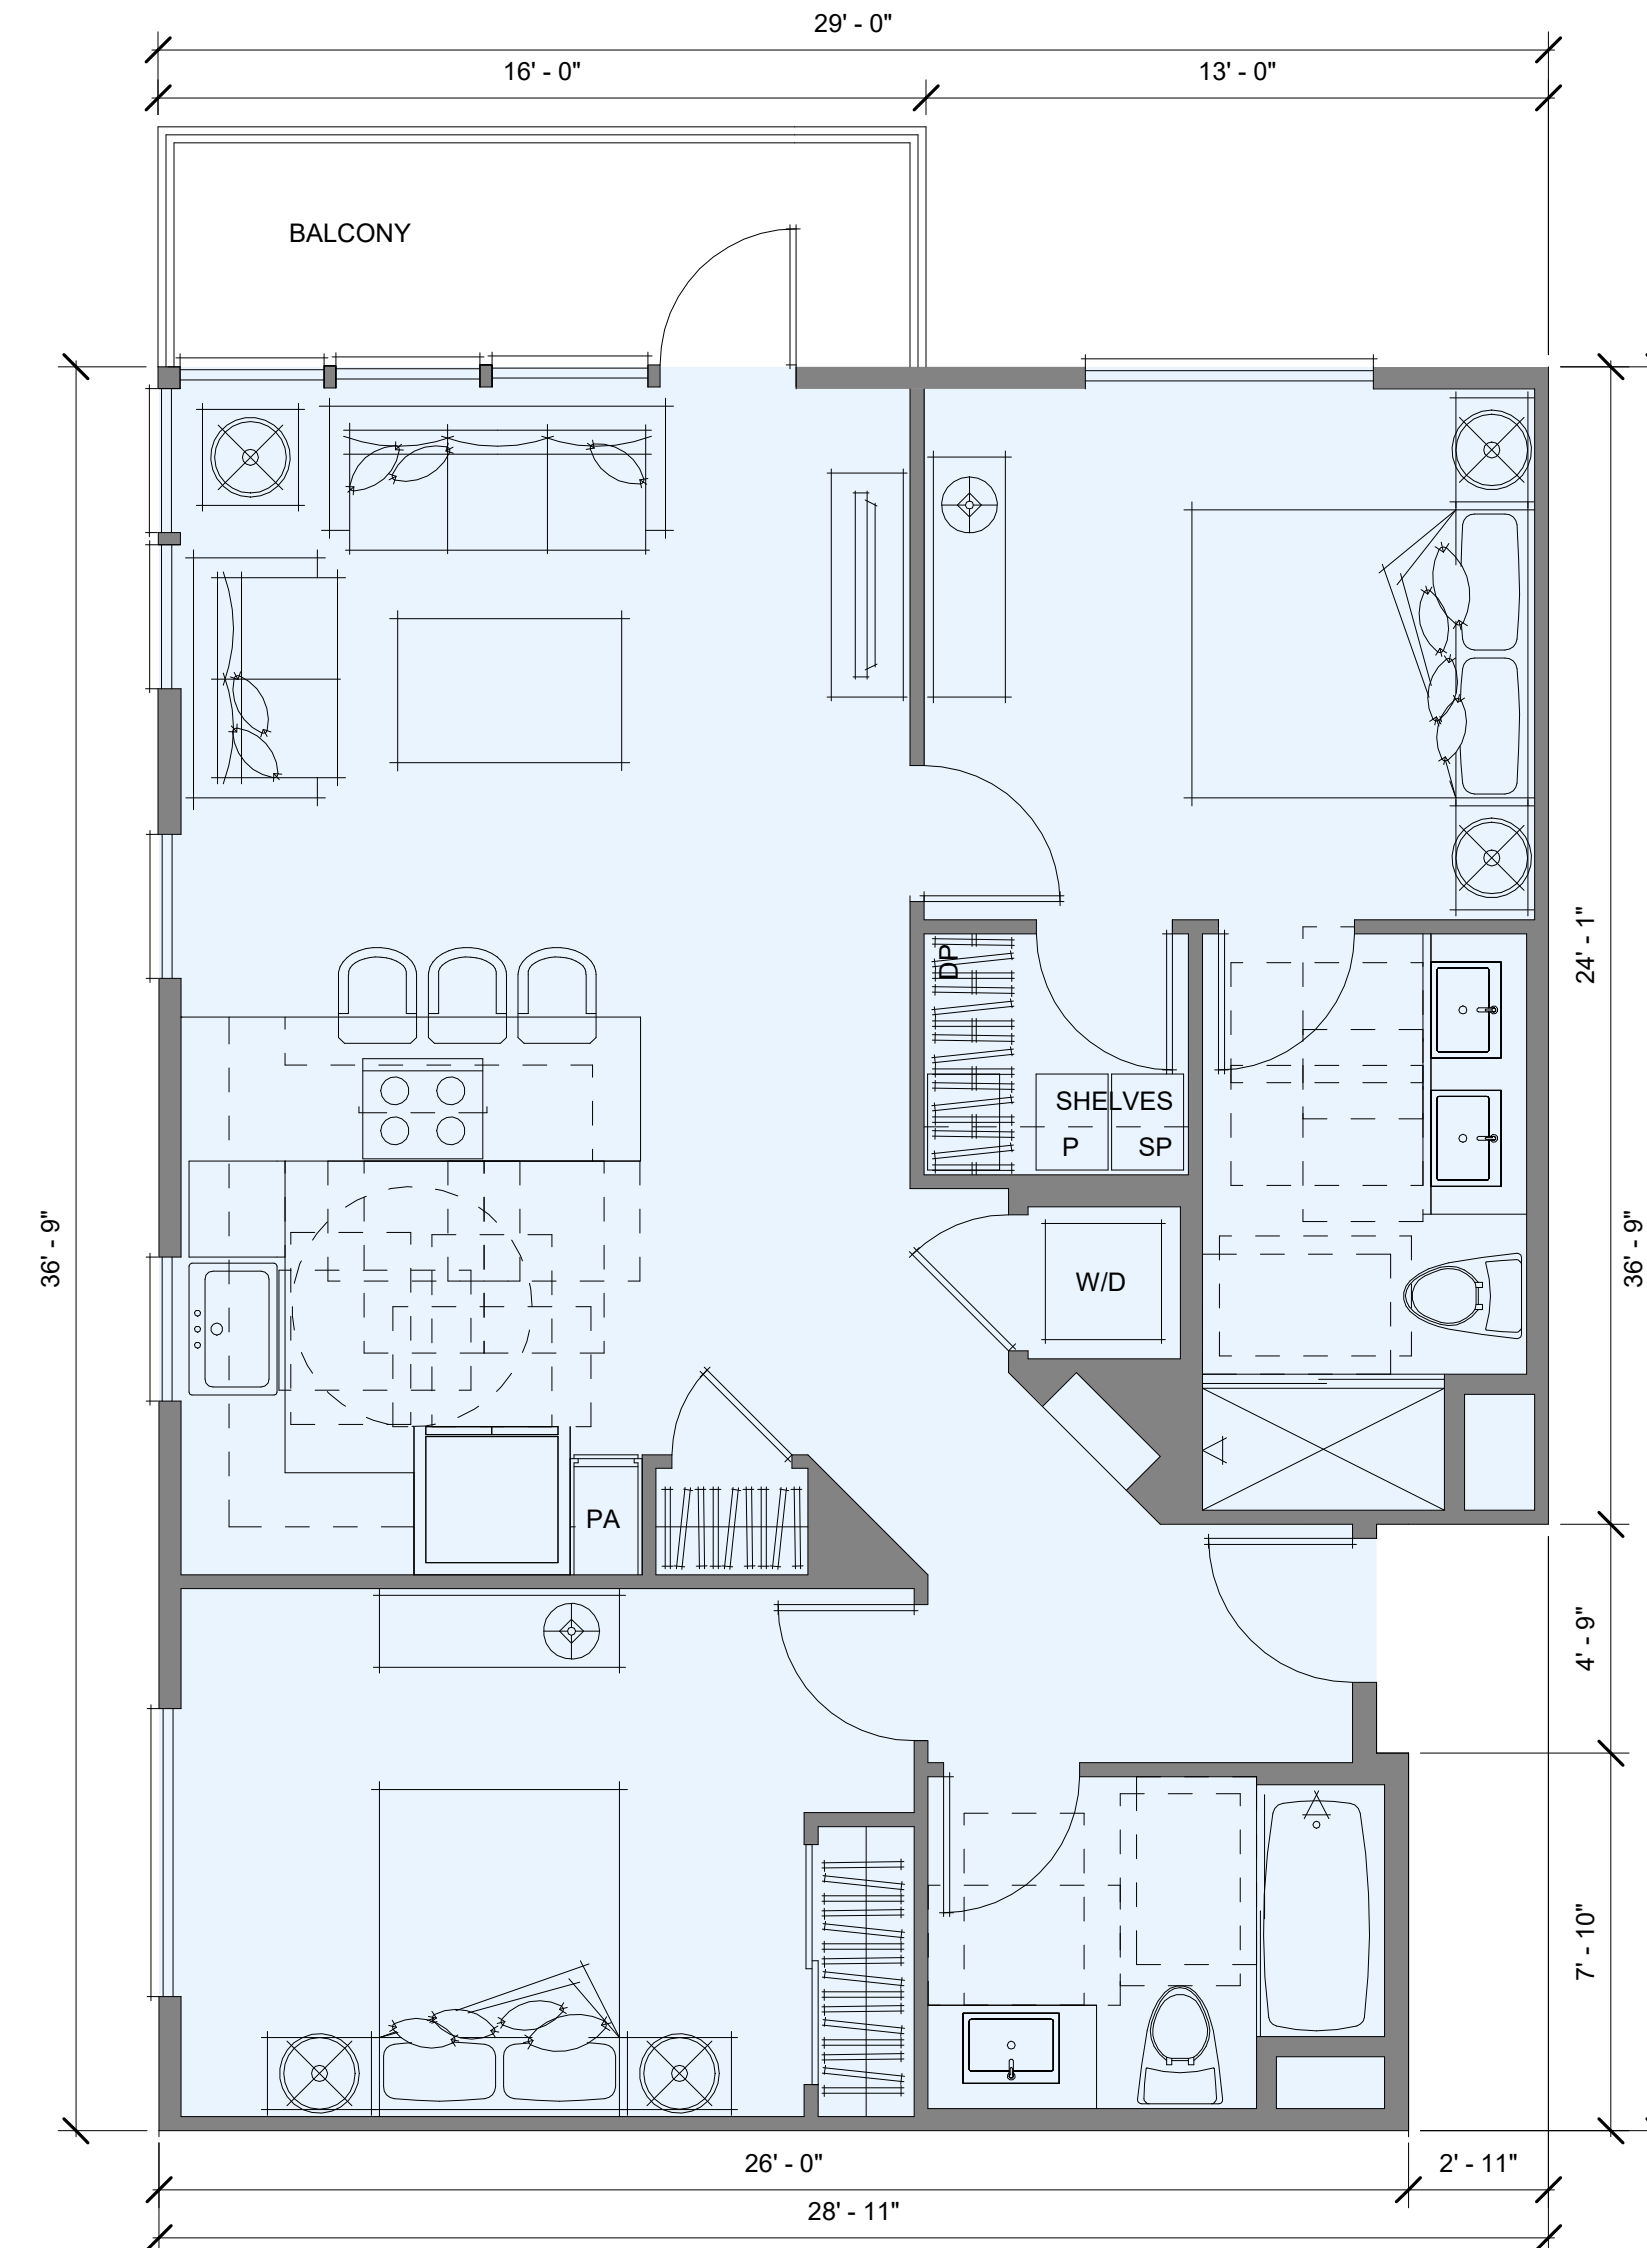 29' - 0"
16' - 0"
13' - 0"
BALCONY
DP
24' - 1"
SHELVES
P
SP
36' - 9"
W/D
36' - 9"
PA
4' - 9"
7' - 10"
26' - 0"
2' - 11"
28' - 11"